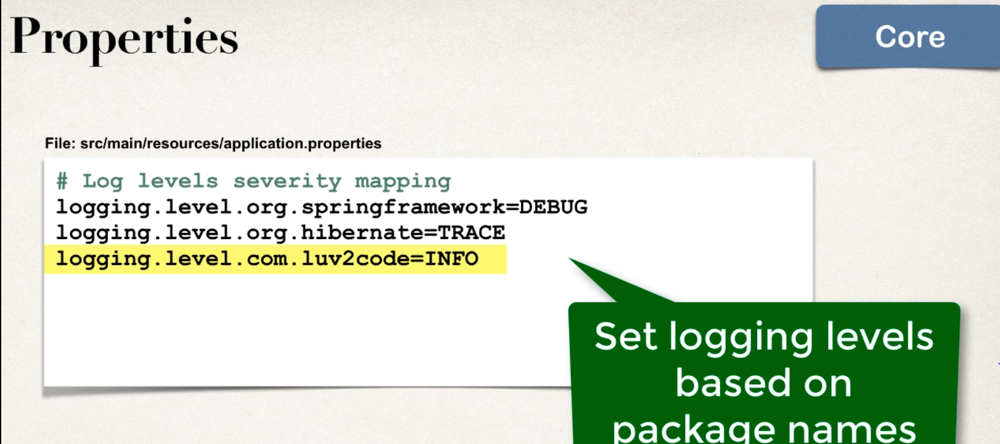 Properties
Core
File: src/main/resources/application.properties
# Log levels severity mapping
logging.level.org.springframework=DEBUG
logging.level.org.hibernate=TRACE
logging.level.com.luv2code=INFO
Set logging levels
based on
package names